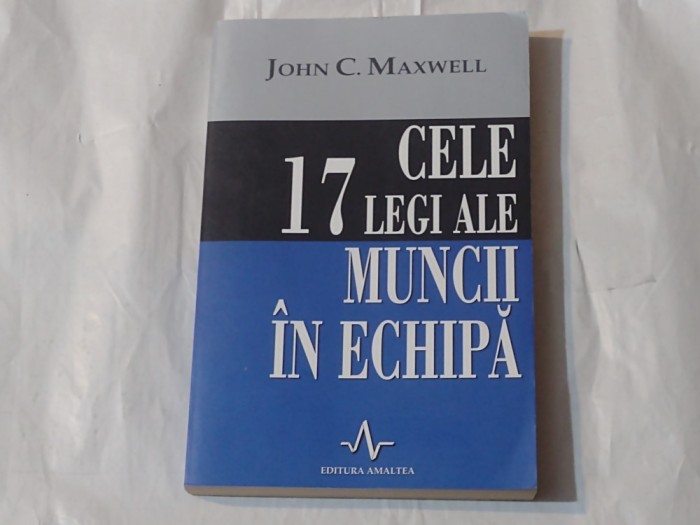 JOHN C. MAXWELL
CELE
17 LEGI ALE
MUNCII
ÎN ECHIPĂ
EDITURA AMALTEA